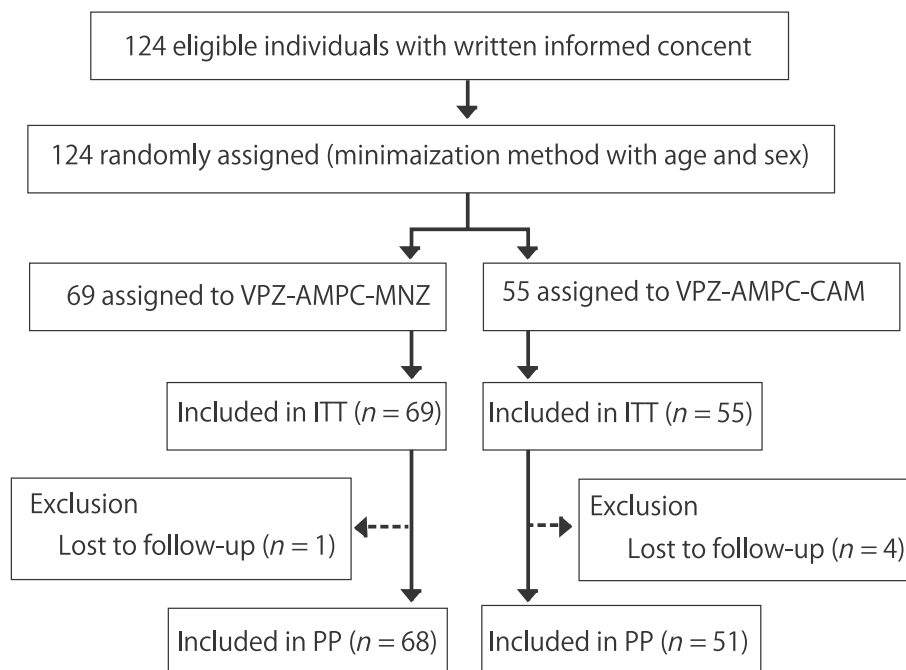 124 eligible individuals with written informed concent
124 randomly assigned (minimaization method with age and sex)
69 assigned to VPZ-AMPC-MNZ
55 assigned to VPZ-AMPC-CAM
Included in ITT (n = 69)
Included in ITT (n = 55)
Exclusion
Lost to follow-up (n = 1)
Exclusion
Lost to follow-up (n = 4)
Included in PP (n = 68)
Included in PP (n = 51)